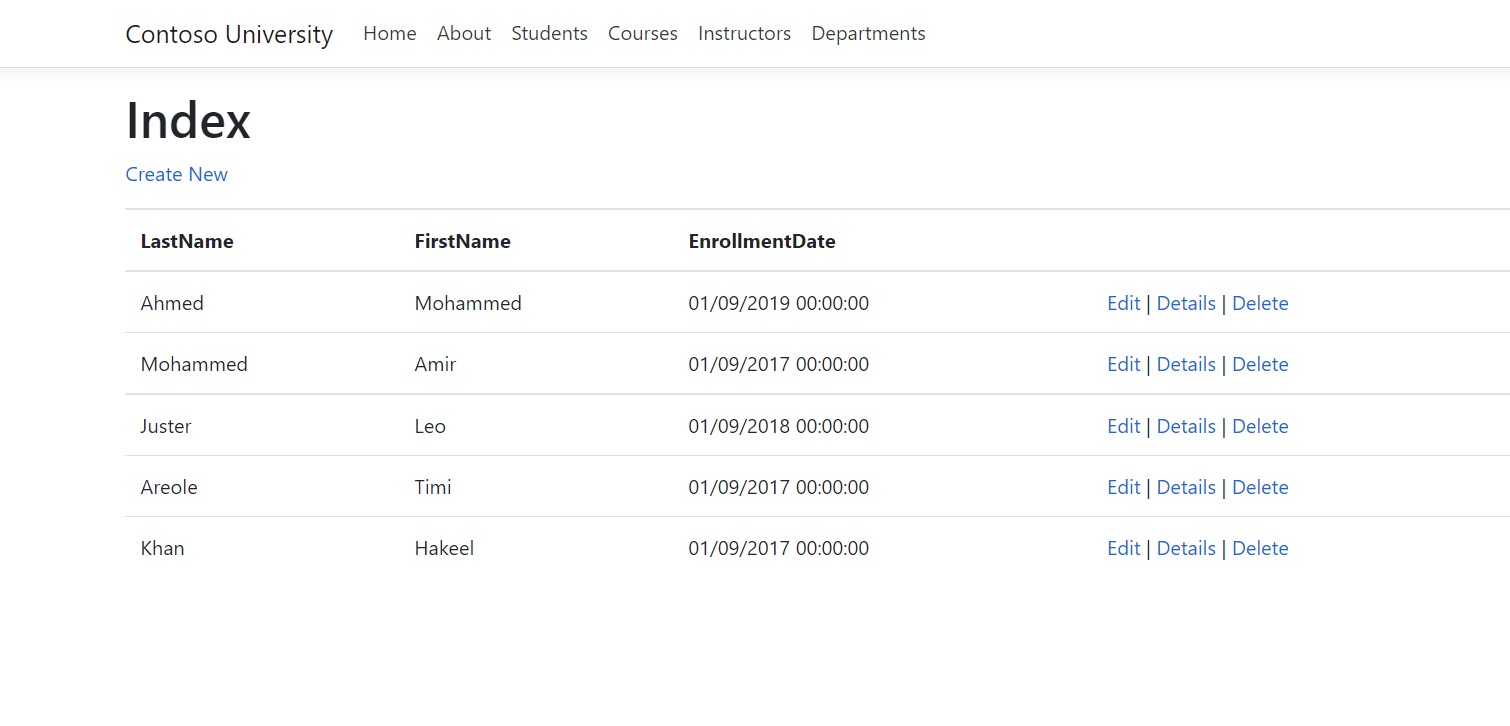 Contoso University Home About Students Courses Instructors Departments
Index
Create New
LastName FirstName EnrollmentDate
Ahmed Mohammed 01/09/2019 00:00:00 Edit | Details | Delete
Mohammed Amir 01/09/2017 00:00:00 Edit | Details | Delete
Juster Leo 01/09/2018 00:00:00 Edit | Details | Delete
Areole Timi 01/09/2017 00:00:00 Edit | Details | Delete
Khan Hakeel 01/09/2017 00:00:00 Edit | Details | Delete